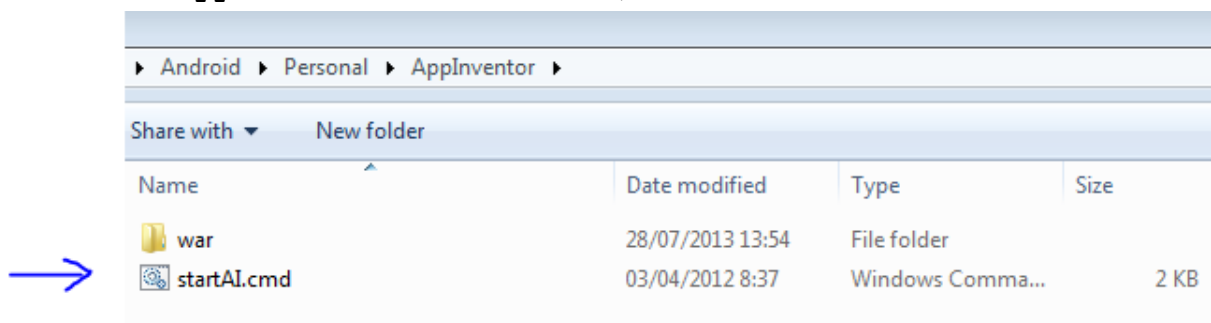 Android Personal AppInventor
Share with New folder
Name Date modified Type Size
war 28/07/2013 13:54 File folder
startAI.cmd 03/04/2012 8:37 Windows Comma... 2 KB